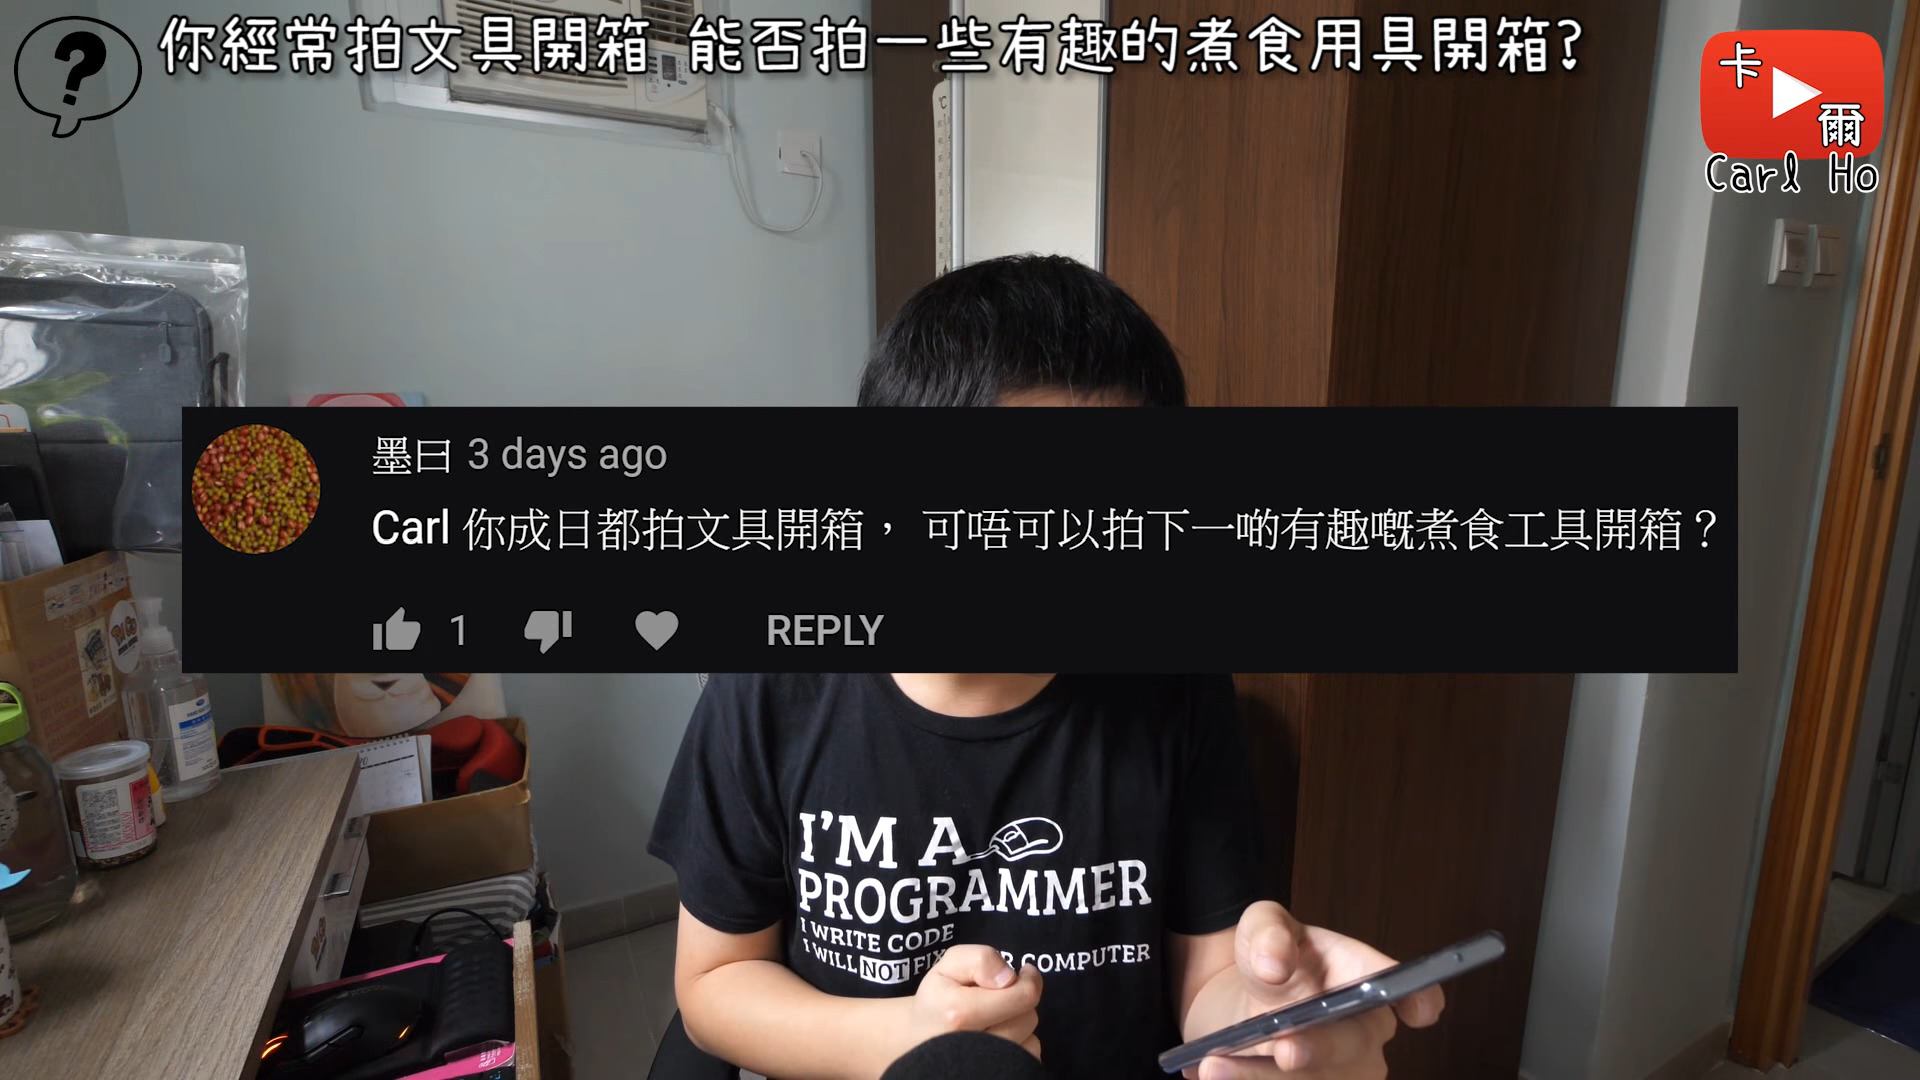 你經常拍文具開箱 能否拍一些有趣的煮食用具開箱?
卡
爾
Carl Ho
墨曰 3 days ago
Carl 你成日都拍文具開箱， 可唔可以拍下一啲有趣嘅煮食工具開箱？
1
REPLY
I'M A
PROGRAMMER
I WRITE CODE
I WILL NOT FIX
COMPUTER